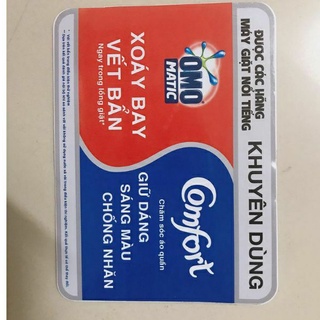 ĐƯỢC CÁC HÃNG
MÁY GIẶT NỔI TIẾNG
KHUYÊN DÙNG
OMO
MATIC
XOÁY BAY
VẾT BẨN
Ngay trong lồng giặt*
Comfort
Chăm sóc áo quần
GIỮ DÁNG
SÁNG MÀU
CHỐNG NHĂN